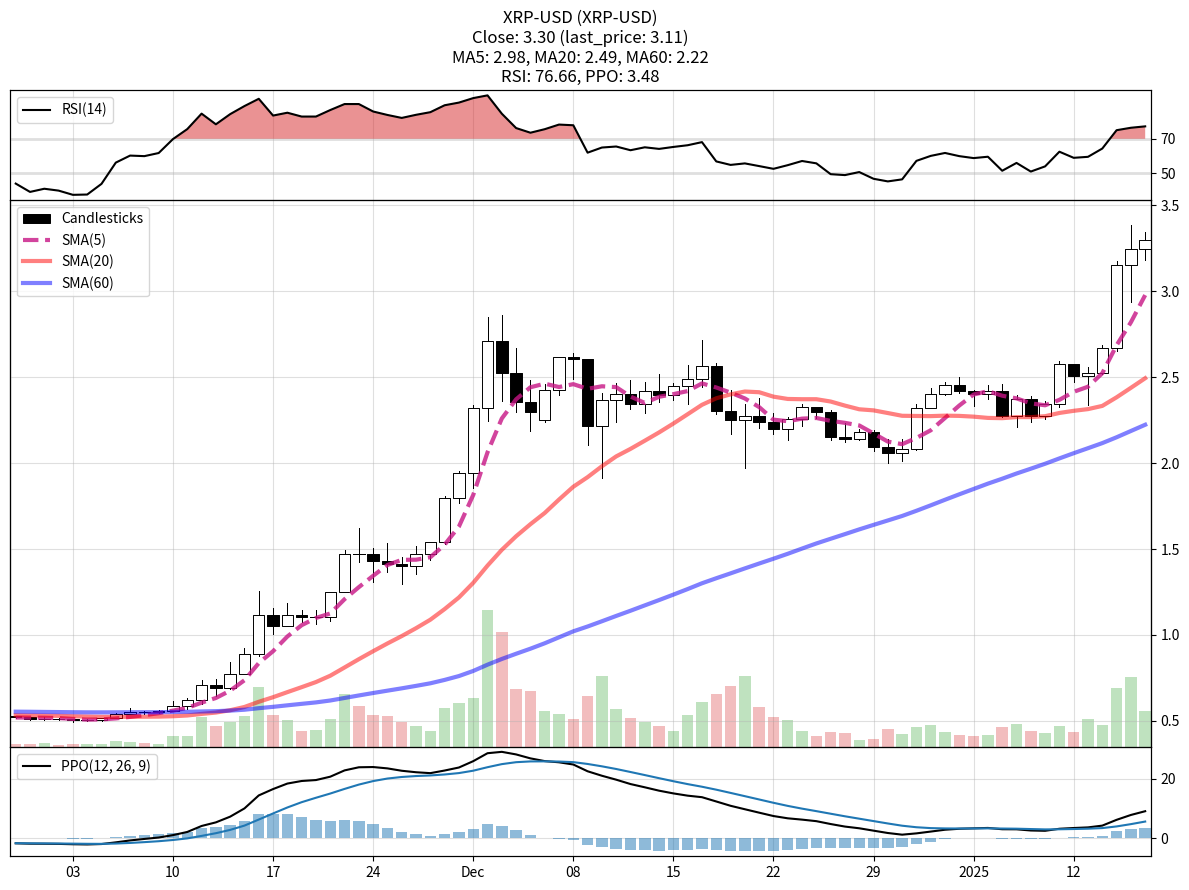 XRP-USD (XRP-USD)
Close: 3.30 (last_price: 3.11)
MA5: 2.98, MA20: 2.49, MA60: 2.22
RSI: 76.66, PPO: 3.48
RSI(14)
70
50
Candlesticks
SMA(5)
SMA(20)
SMA(60)
3.5
3.0
2.5
2.0
1.5
1.0
0.5
PPO(12, 26, 9)
20
0
03 10 17 24 Dec 08 15 22 29 2025 12